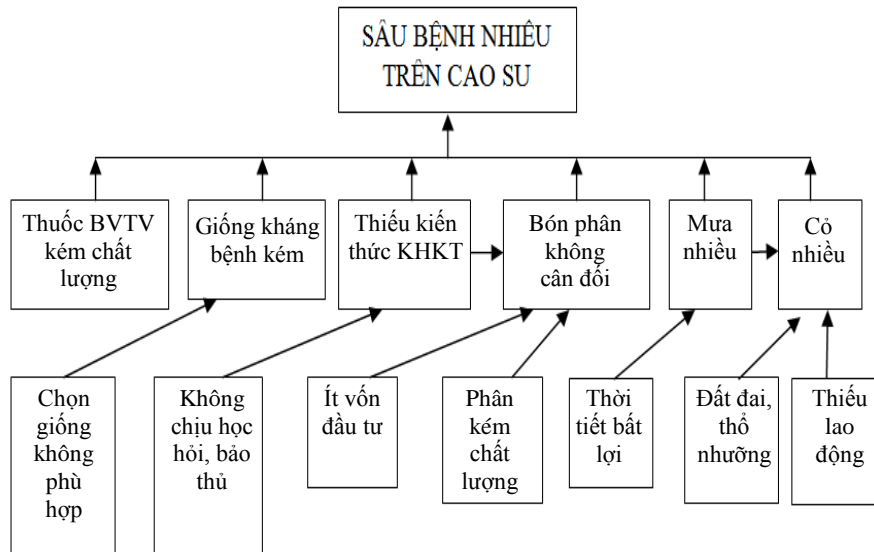 SÂU BỆNH NHIÊU
TRÊN CAO SU
Thuốc BVTV
kém chất
lượng
Giống kháng
bệnh kém
Thiếu kiến
thức KHKT
Bón phân
không
cân đối
Mưa
nhiều
Cỏ
nhiều
Chọn
giống
không
phù
hợp
Không
chịu học
hỏi, bảo
thủ
Ít vốn
đầu tư
Phân
kém
chất
lượng
Thời
tiết bất
lợi
Đất đai,
thổ
nhưỡng
Thiếu
lao
động